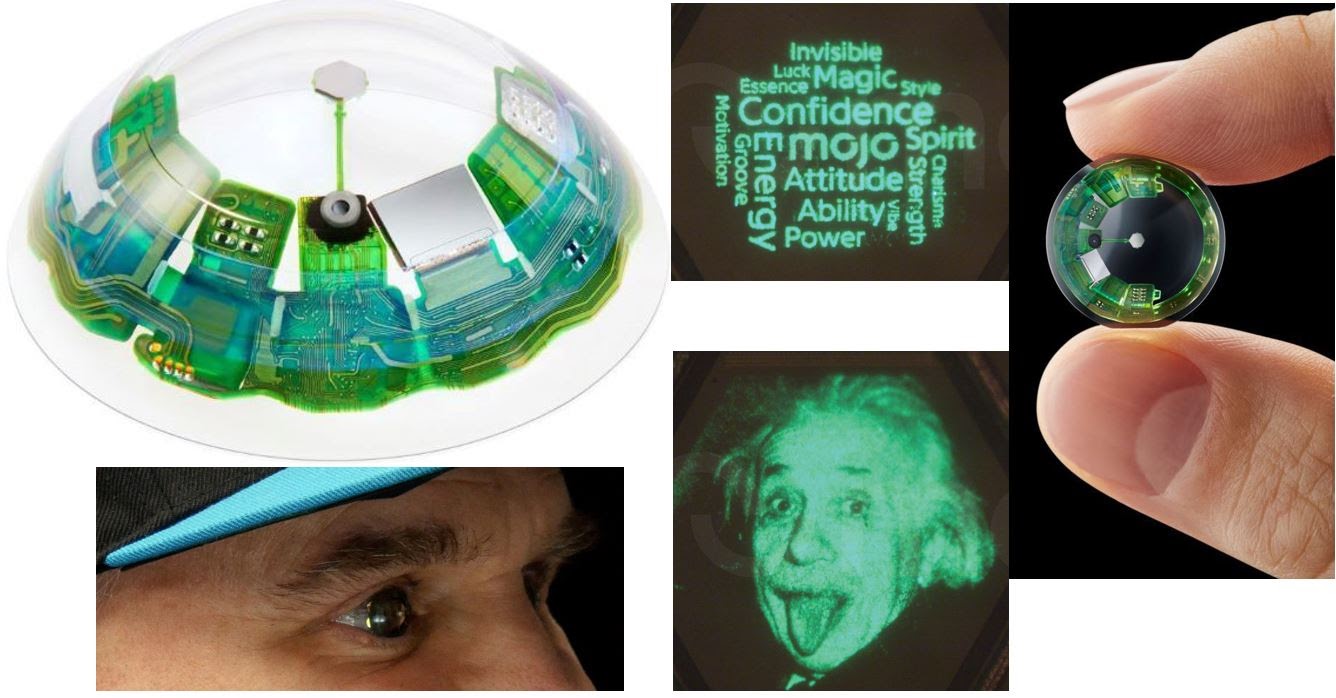 Invisible
Luck Magic
Essence Style
Confidence
Motivation
Groove
Energy
mojo Spirit
Attitude
Strength
Charisma
Ability
Vibe
Power